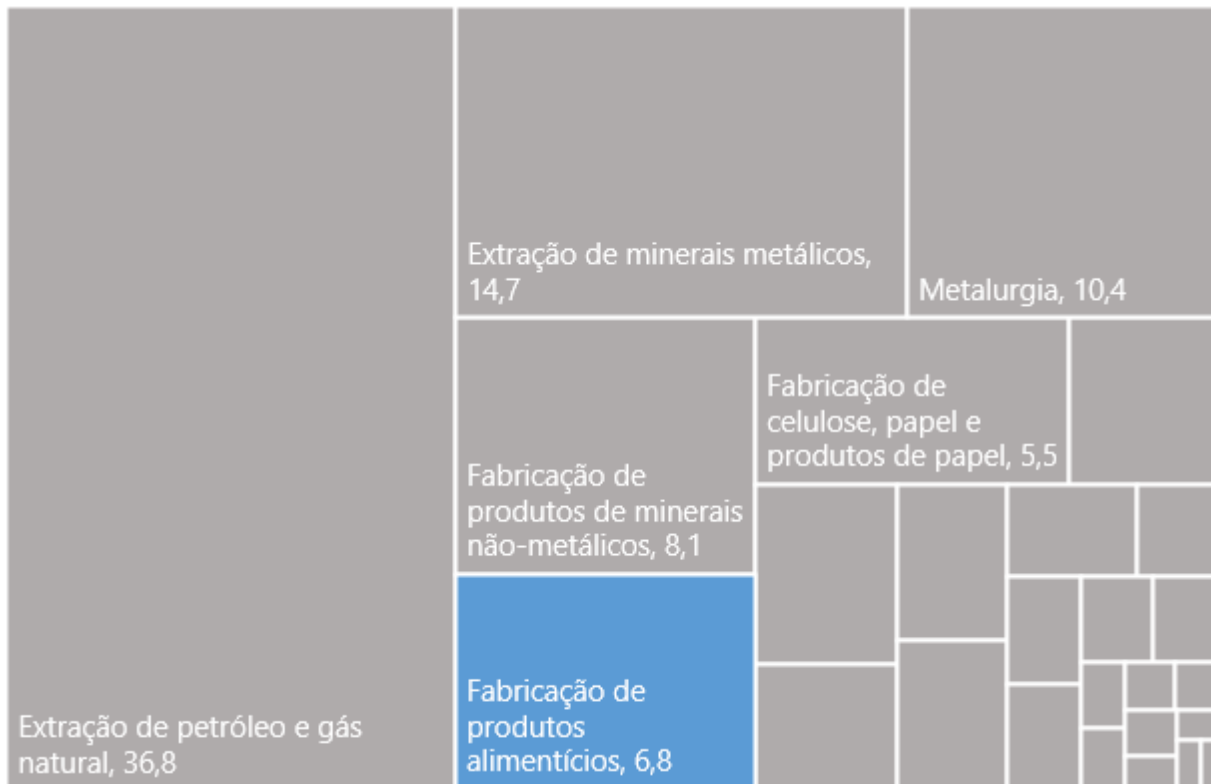 Extração de minerais metálicos,
14,7
Metalurgia, 10,4
Fabricação de
celulose, papel e
produtos de papel, 5,5
Fabricação de
produtos de minerais
não-metálicos, 8,1
Extração de petróleo e gás
natural, 36,8
Fabricação de
produtos
alimentícios, 6,8